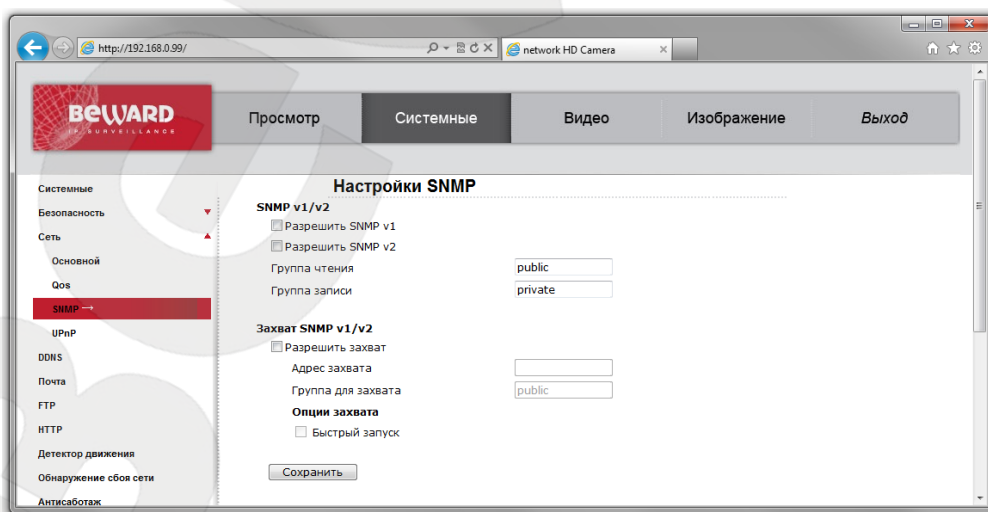 http://192.168.0.99/
network HD Camera
BEWARD
IP SURVEILLANCE
Просмотр
Системные
Видео
Изображение
Выход
Системные
Безопасность
Сеть
Основной
Qos
SNMP
UPnP
DDNS
Почта
FTP
HTTP
Детектор движения
Обнаружение сбоя сети
Антисаботаж
Настройки SNMP
SNMP v1/v2
Разрешить SNMP v1
Разрешить SNMP v2
Группа чтения public
Группа записи private
Захват SNMP v1/v2
Разрешить захват
Адрес захвата
Группа для захвата public
Опции захвата
Быстрый запуск
Сохранить